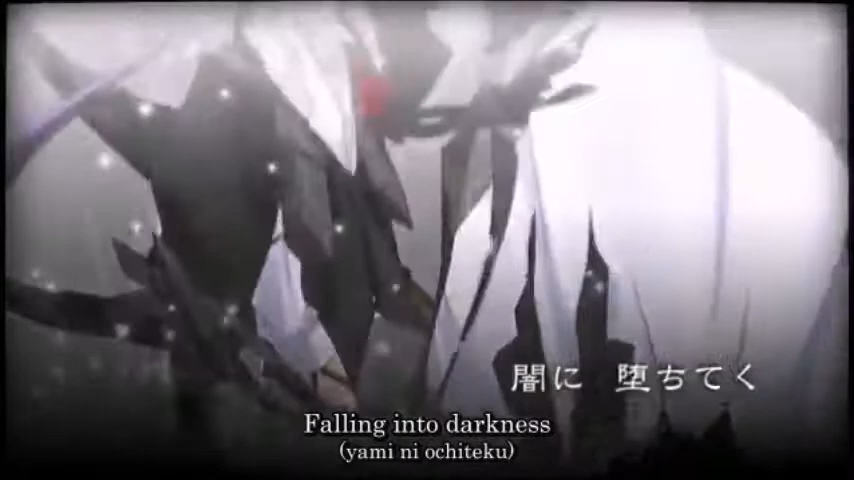 闇に 堕ちてく
Falling into darkness
(yami ni ochiteku)